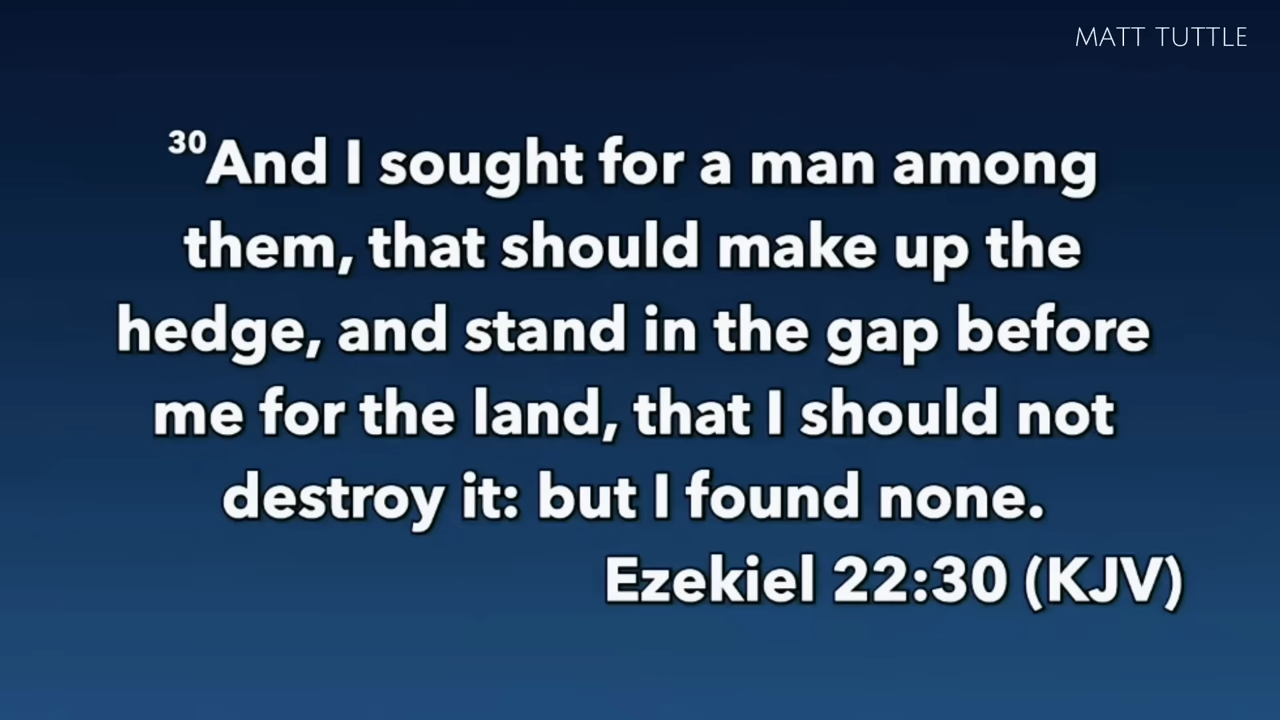 MATT TUTTLE
30And I sought for a man among
them, that should make up the
hedge, and stand in the gap before
me for the land, that I should not
destroy it: but I found none.
Ezekiel 22:30 (KJV)